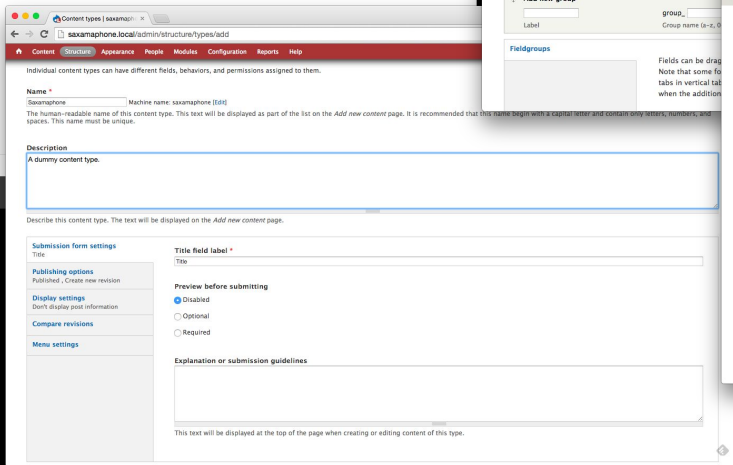 Content types | saxamaph
saxamaphone.local/admin/structure/types/add
Content Structure Appearance People Modules Configuration Reports Help
Individual content types can have different fields, behaviors, and permissions assigned to them.
Name *
Saxamaphone Machine name: saxamaphone [Edit]
The human-readable name of this content type. This text will be displayed as part of the list on the Add new content page. It is recommended that this name begin with a capital letter and contain only letters, numbers, and
spaces. This name must be unique.
Description
A dummy content type.
Describe this content type. The text will be displayed on the Add new content page.
Submission form settings
Title
Publishing options
Published , Create new revision
Display settings
Don't display post information
Compare revisions
Menu settings
Title field label *
Title
Preview before submitting
Disabled
Optional
Required
Explanation or submission guidelines
This text will be displayed at the top of the page when creating or editing content of this type.
group_
Label Group name (a-z, 0
Fieldgroups
Fields can be drag
Note that some fo
tabs in vertical tab
when the addition